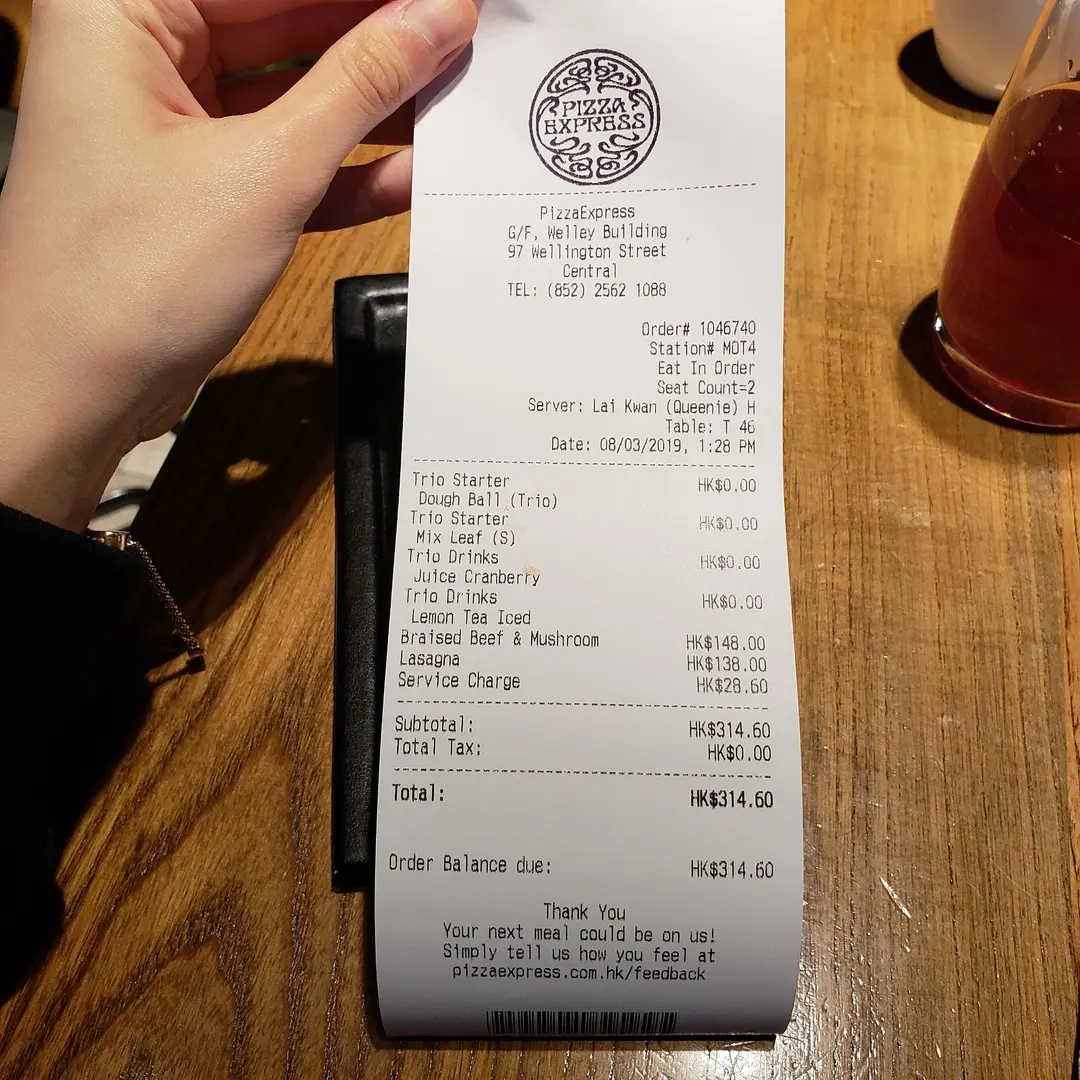 PIZZA
EXPRESS
PizzaExpress
G/F, Welley Building
97 Wellington Street
Central
TEL: (852) 2562 1088
Order# 1046740
Station# MOT4
Eat In Order
Seat Count=2
Server: Lai Kwan (Queenie) H
Table: T 46
Date: 08/03/2019, 1:28 PM
Trio Starter HK$0.00
Dough Ball (Trio)
Trio Starter HK$0.00
Mix Leaf (S)
Trio Drinks HK$0.00
Juice Cranberry
Trio Drinks HK$0.00
Lemon Tea Iced
Braised Beef & Mushroom HK$148.00
Lasagna HK$138.00
Service Charge HK$28.60
Subtotal: HK$314.60
Total Tax: HK$0.00
Total: HK$314.60
Order Balance due: HK$314.60
Thank You
Your next meal could be on us!
Simply tell us how you feel at
pizzaexpress.com.hk/feedback